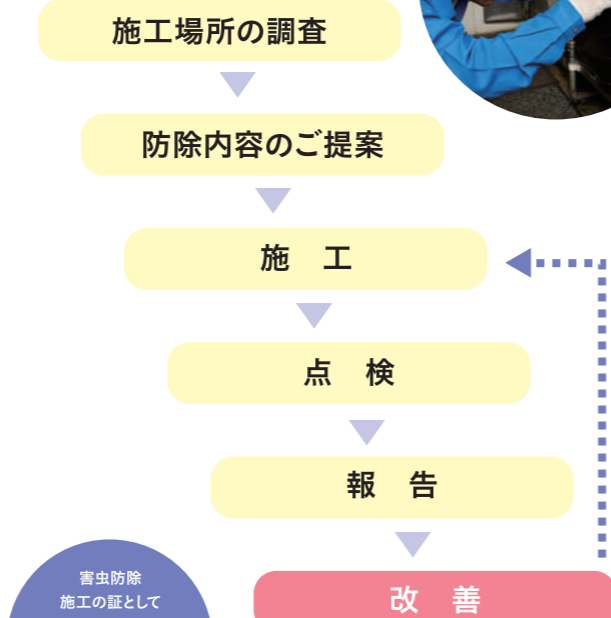 施工場所の調査
防除内容のご提案
施　工
点　検
報　告
改　善
害虫防除
施工の証として